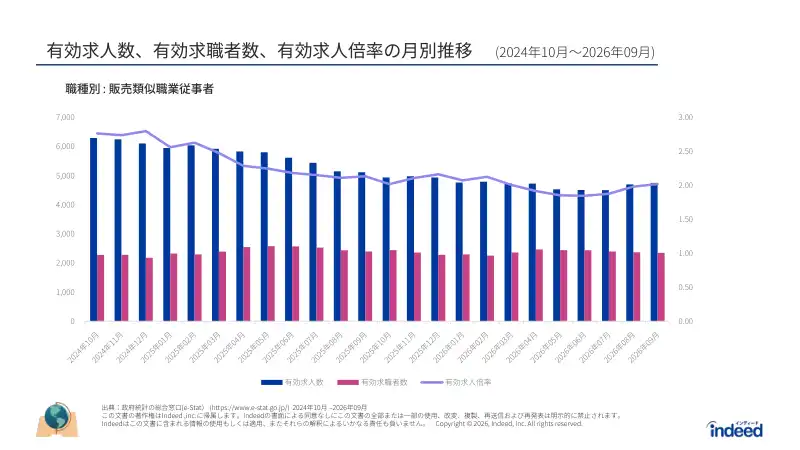 有効求人数、有効求職者数、有効求人倍率の月別推移 (2024年10月〜2026年09月)
職種別 : 販売類似職業従事者
7,000
6,000
5,000
4,000
3,000
2,000
1,000
0
3.00
2.50
2.00
1.50
1.00
0.50
0.00
2024年10月
2024年11月
2024年12月
2025年01月
2025年02月
2025年03月
2025年04月
2025年05月
2025年06月
2025年07月
2025年08月
2025年09月
2025年10月
2025年11月
2025年12月
2026年01月
2026年02月
2026年03月
2026年04月
2026年05月
2026年06月
2026年07月
2026年08月
2026年09月
有効求人数 有効求職者数 有効求人倍率
出典：政府統計の総合窓口(e-Stat) (https://www.e-stat.go.jp/) 2024年10月 –2026年09月
この文書の著作権はIndeed ,Inc に帰属します。Indeedの書面による同意なしにこの文書の全部または一部の使用、改変、複製、再送信および再発表は明示的に禁止されます。
Indeedはこの文書に含まれる情報の使用もしくは適用、またそれらの解釈によるいかなる責任も負いません。 Copyright © 2026, Indeed, Inc. All rights reserved.
インディード
indeed